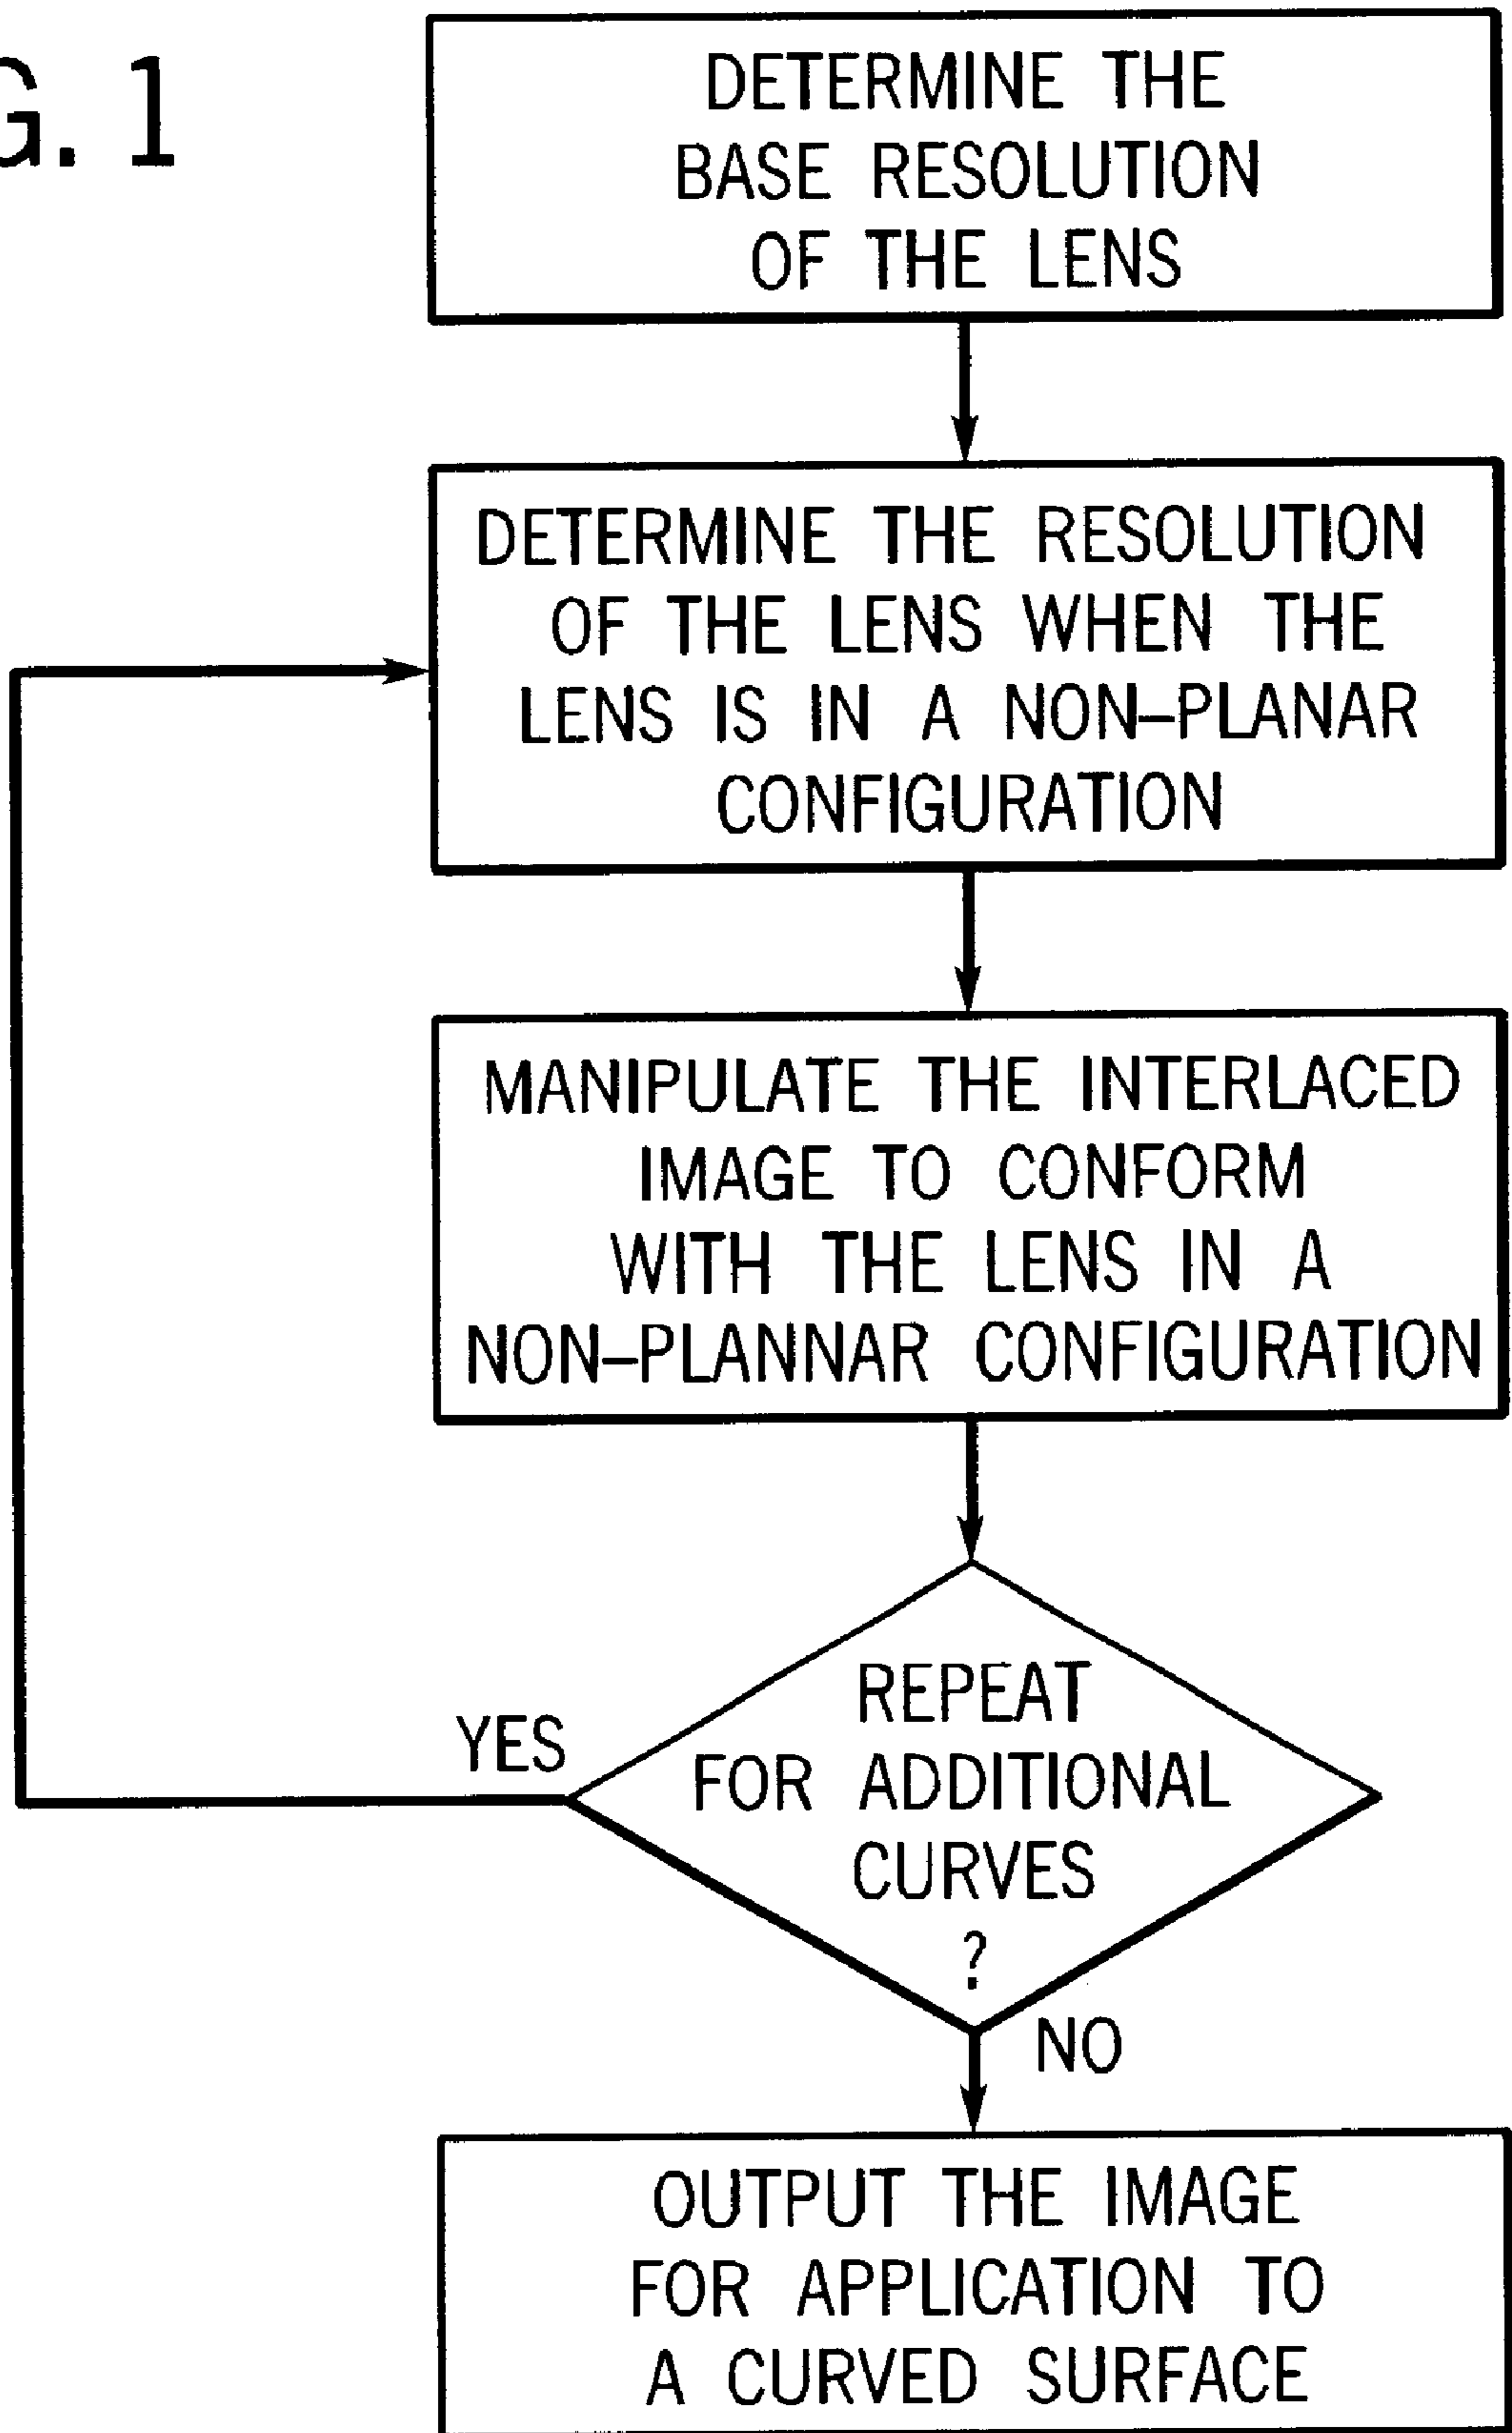 G. 1
DETERMINE THE
BASE RESOLUTION
OF THE LENS
DETERMINE THE RESOLUTION
OF THE LENS WHEN THE
LENS IS IN A NON–PLANAR
CONFIGURATION
MANIPULATE THE INTERLACED
IMAGE TO CONFORM
WITH THE LENS IN A
NON–PLANNAR CONFIGURATION
REPEAT
FOR ADDITIONAL
CURVES
?
YES
NO
OUTPUT THE IMAGE
FOR APPLICATION TO
A CURVED SURFACE